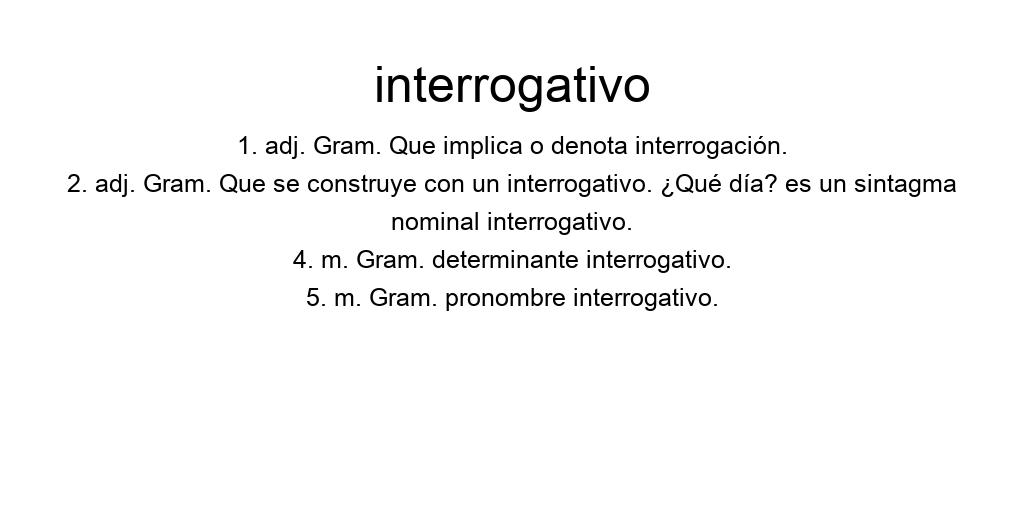 interrogativo
1. adj. Gram. Que implica o denota interrogación.
2. adj. Gram. Que se construye con un interrogativo. ¿Qué día? es un sintagma
nominal interrogativo.
4. m. Gram. determinante interrogativo.
5. m. Gram. pronombre interrogativo.